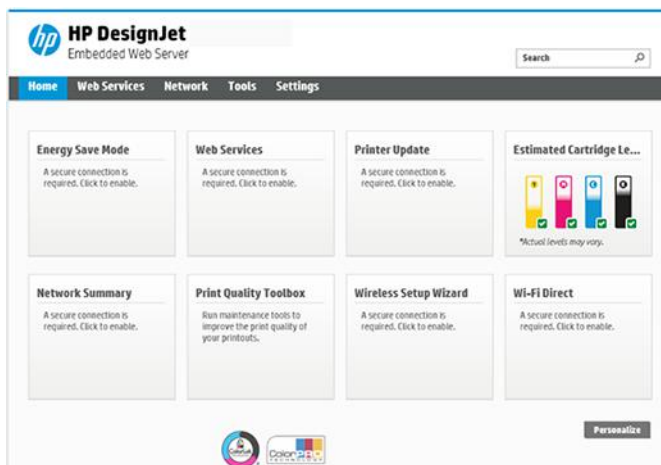 hp
HP DesignJet
Embedded Web Server
Search
Home Web Services Network Tools Settings
Energy Save Mode
A secure connection is
required. Click to enable.
Web Services
A secure connection is
required. Click to enable.
Printer Update
A secure connection is
required. Click to enable.
Estimated Cartridge Le...
Y M C K
*Actual levels may vary.
Network Summary
A secure connection is
required. Click to enable.
Print Quality Toolbox
Run maintenance tools to
improve the print quality of
your printouts.
Wireless Setup Wizard
A secure connection is
required. Click to enable.
Wi-Fi Direct
A secure connection is
required. Click to enable.
Personalize
ColorLok
ColorPRO
TECHNOLOGY